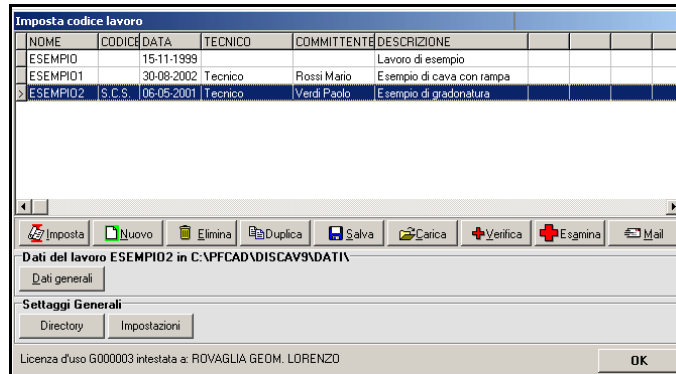 Imposta codice lavoro
NOME CODICE DATA TECNICO COMMITTENTE DESCRIZIONE
ESEMPIO 15-11-1999 Lavoro di esempio
ESEMPIO1 30-08-2002 Tecnico Rossi Mario Esempio di cava con rampa
ESEMPIO2 S.C.S. 06-05-2001 Tecnico Verdi Paolo Esempio di gradonatura
Imposta Nuovo Elimina Duplica Salva Carica Verifica Esamina Mail
Dati del lavoro ESEMPIO2 in C:\PFCAD\DISCAV9\DATI\
Dati generali
Settaggi Generali
Directory Impostazioni
Licenza d'uso G000003 intestata a: ROVAGLIA GEOM. LORENZO OK